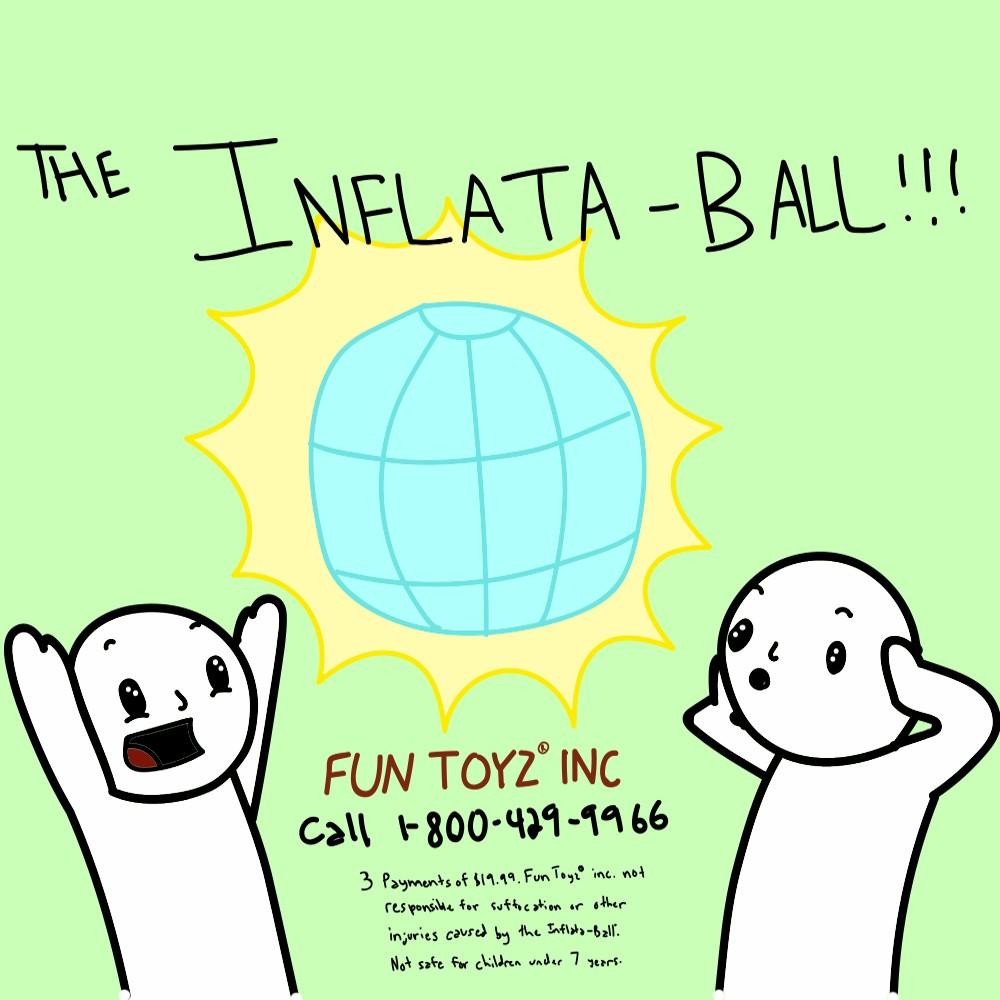 THE INFLATA-BALL!!!
FUN TOYZ® INC
Call 1-800-429-9966
3 Payments of $19.99. Fun Toyz® inc. not
responsible for suffocation or other
injuries caused by the Inflata-Ball.
Not safe for children under 7 years.